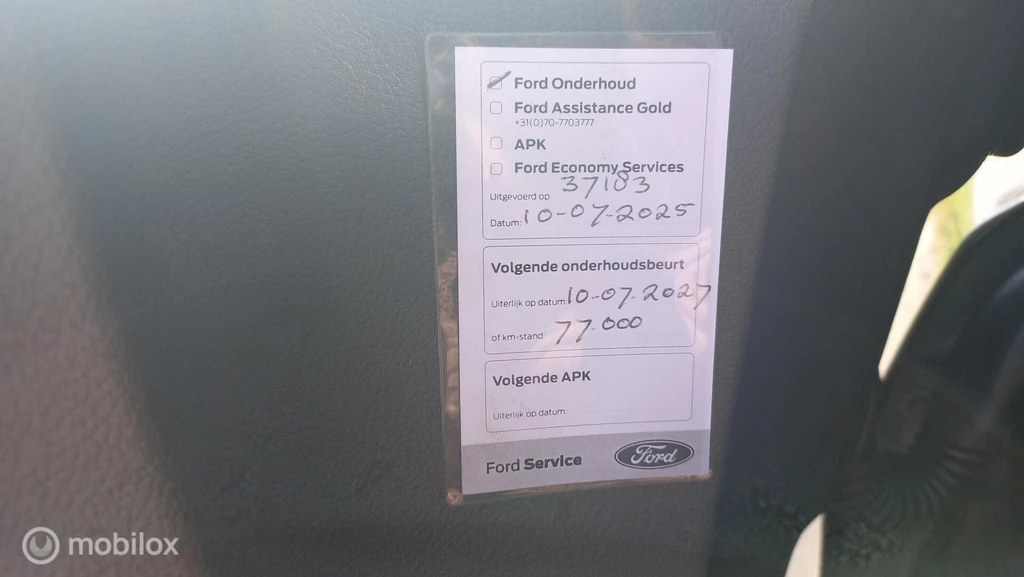 Ford Onderhoud
Ford Assistance Gold
+31(0)70-7703777
APK
Ford Economy Services
Uitgevoerd op 37183
Datum: 10-07-2025
Volgende onderhoudsbeurt
Uiterlijk op datum: 10-07-2027
of km-stand: 77.000
Volgende APK
Uiterlijk op datum:
Ford Service
Ford
mobilox